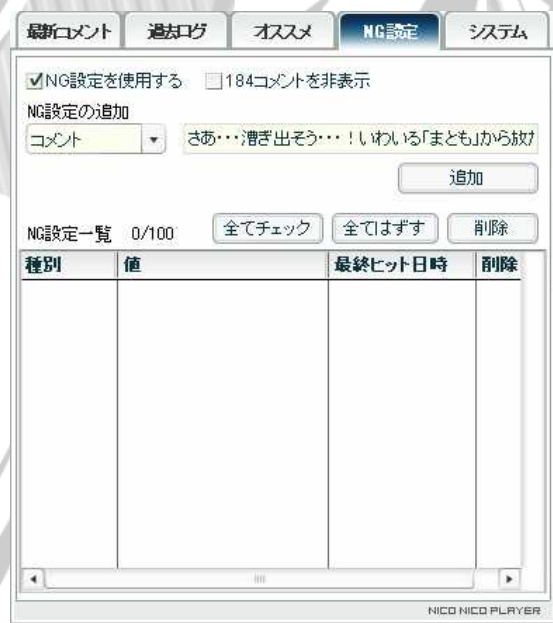 最新コメント 過去ログ オススメ NG設定 システム
NG設定を使用する 184コメントを非表示
NG設定の追加
コメント さあ・・・漕ぎ出そう・・・！いわいる「まとも」から放た
追加
NG設定一覧 0/100 全てチェック 全てはずす 削除
種別 値 最終ヒット日時 削除
NICO NICO PLAYER